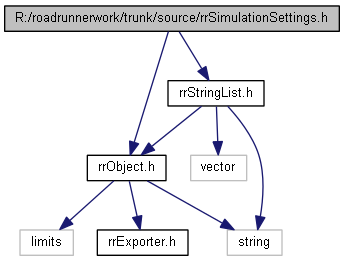 R:/roadrunnerwork/trunk/source/rrSimulationSettings.h
rrStringList.h
rrObject.h
vector
limits
rrExporter.h
string